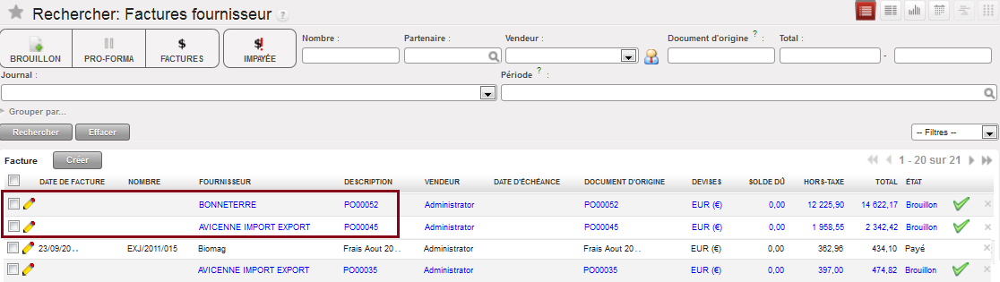 Rechercher: Factures fournisseur ?
BROUILLON PRO-FORMA FACTURES IMPAYÉE
Nombre : Partenaire : Vendeur : Document d'origine ? : Total :
-
Journal : Période ? :
Grouper par...
Rechercher Effacer -- Filtres --
Facture Créer 1 - 20 sur 21
DATE DE FACTURE NOMBRE FOURNISSEUR DESCRIPTION VENDEUR DATE D'ÉCHÉANCE DOCUMENT D'ORIGINE DEVISES SOLDE DÛ HORS-TAXE TOTAL ÉTAT
BONNETERRE PO00052 Administrator PO00052 EUR (€) 0,00 12 225,90 14 622,17 Brouillon
AVICENNE IMPORT EXPORT PO00045 Administrator PO00045 EUR (€) 0,00 1 958,55 2 342,42 Brouillon
23/09/20.. EXJ/2011/015 Biomag Frais Aout 20.. Administrator Frais Aout 20.. EUR (€) 0,00 362,96 434,10 Payé
AVICENNE IMPORT EXPORT PO00035 Administrator PO00035 EUR (€) 0,00 397,00 474,82 Brouillon